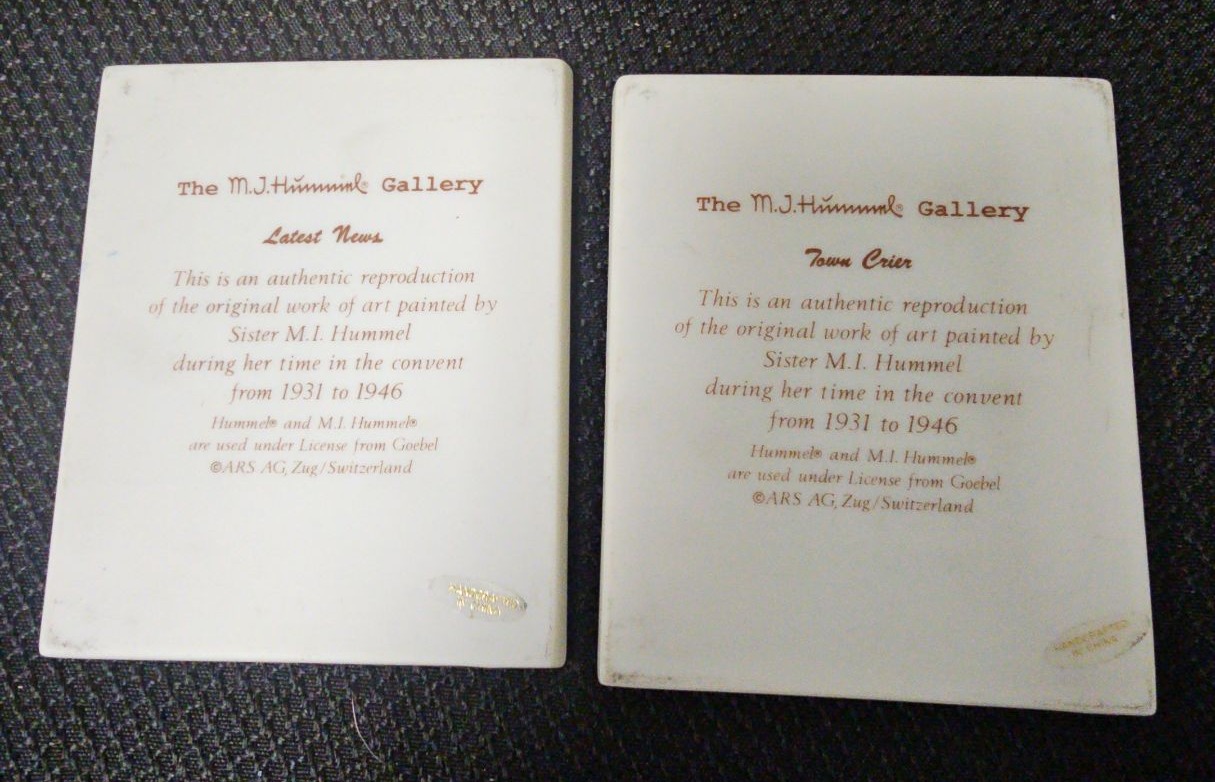 The M.J.Hummel® Gallery
Latest News
This is an authentic reproduction
of the original work of art painted by
Sister M.I. Hummel
during her time in the convent
from 1931 to 1946
Hummel® and M.I. Hummel®
are used under License from Goebel
©ARS AG, Zug/Switzerland
The M.J.Hummel® Gallery
Town Crier
This is an authentic reproduction
of the original work of art painted by
Sister M.I. Hummel
during her time in the convent
from 1931 to 1946
Hummel® and M.I. Hummel®
are used under License from Goebel
©ARS AG, Zug/Switzerland